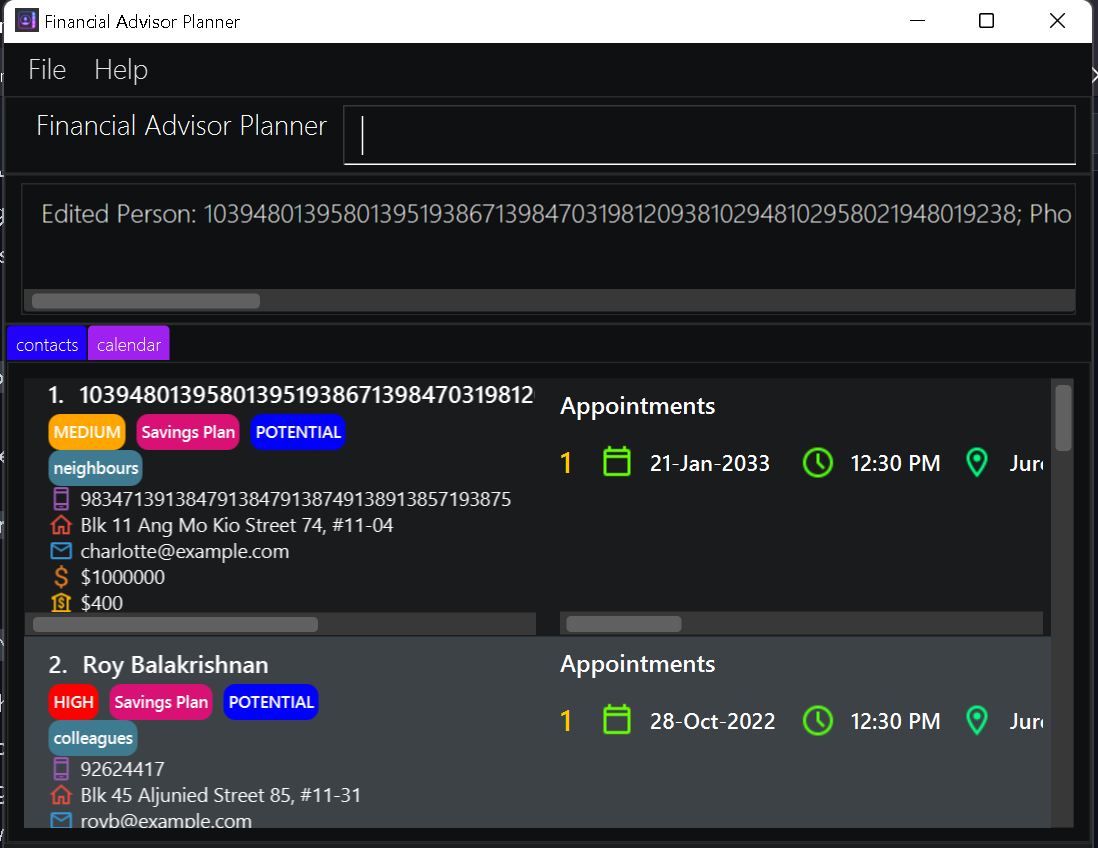 Financial Advisor Planner
File Help
Financial Advisor Planner
Edited Person: 1039480139580139519386713984703198120938102948102958021948019238; Pho
contacts calendar
1. 1039480139580139519386713984703198120
MEDIUM Savings Plan POTENTIAL
neighbours
98347139138479138479138749138913857193875
Blk 11 Ang Mo Kio Street 74, #11-04
charlotte@example.com
$1000000
$400
Appointments
1 21-Jan-2033 12:30 PM Jure
2. Roy Balakrishnan
HIGH Savings Plan POTENTIAL
colleagues
92624417
Blk 45 Aljunied Street 85, #11-31
royb@example.com
Appointments
1 28-Oct-2022 12:30 PM Jure